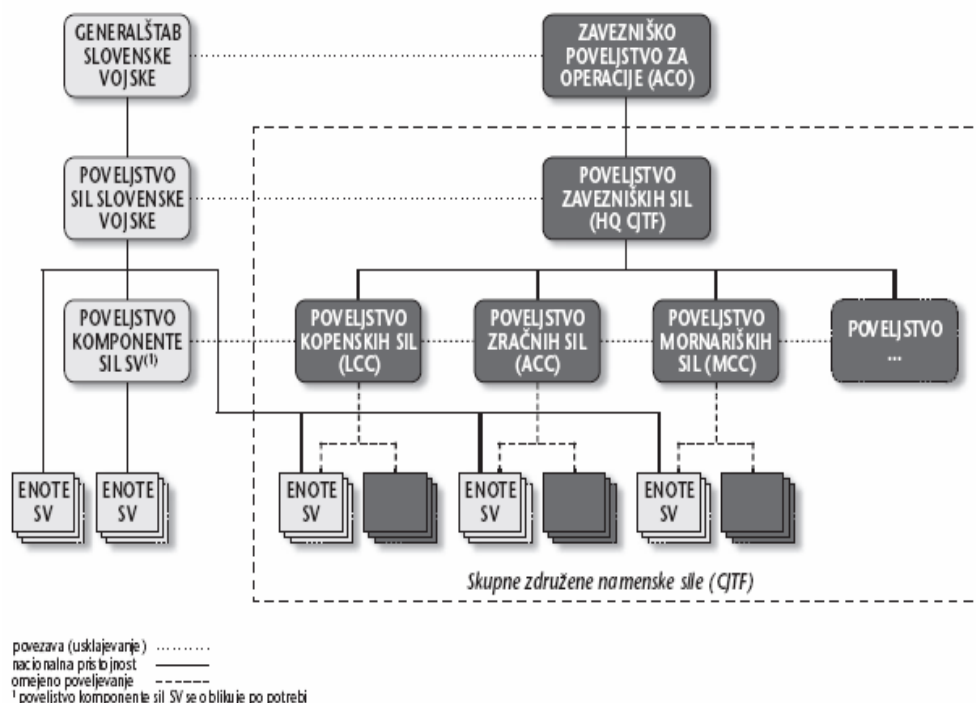 GENERALŠTAB
SLOVENSKE
VOJSKE
ZAVEZNIŠKO
POVELJSTVO ZA
OPERACIJE (ACO)
POVELJSTVO
SIL SLOVENSKE
VOJSKE
POVELJSTVO
ZAVEZNIŠKIH SIL
(HQ CJTF)
POVELJSTVO
KOMPONENTE
SIL SV(1)
POVELJSTVO
KOPENSKIH SIL
(LCC)
POVELJSTVO
ZRAČNIH SIL
(ACC)
POVELJSTVO
MORNARIŠKIH
SIL (MCC)
POVELJSTVO
...
ENOTE
SV
ENOTE
SV
ENOTE
SV
ENOTE
SV
ENOTE
SV
Skupne združene namenske sile (CJTF)
povezava (usklajevanje)
nacionalna pristojnost
omejeno poveljevanje
1 poveljstvo komponente sil SV se oblikuje po potrebi